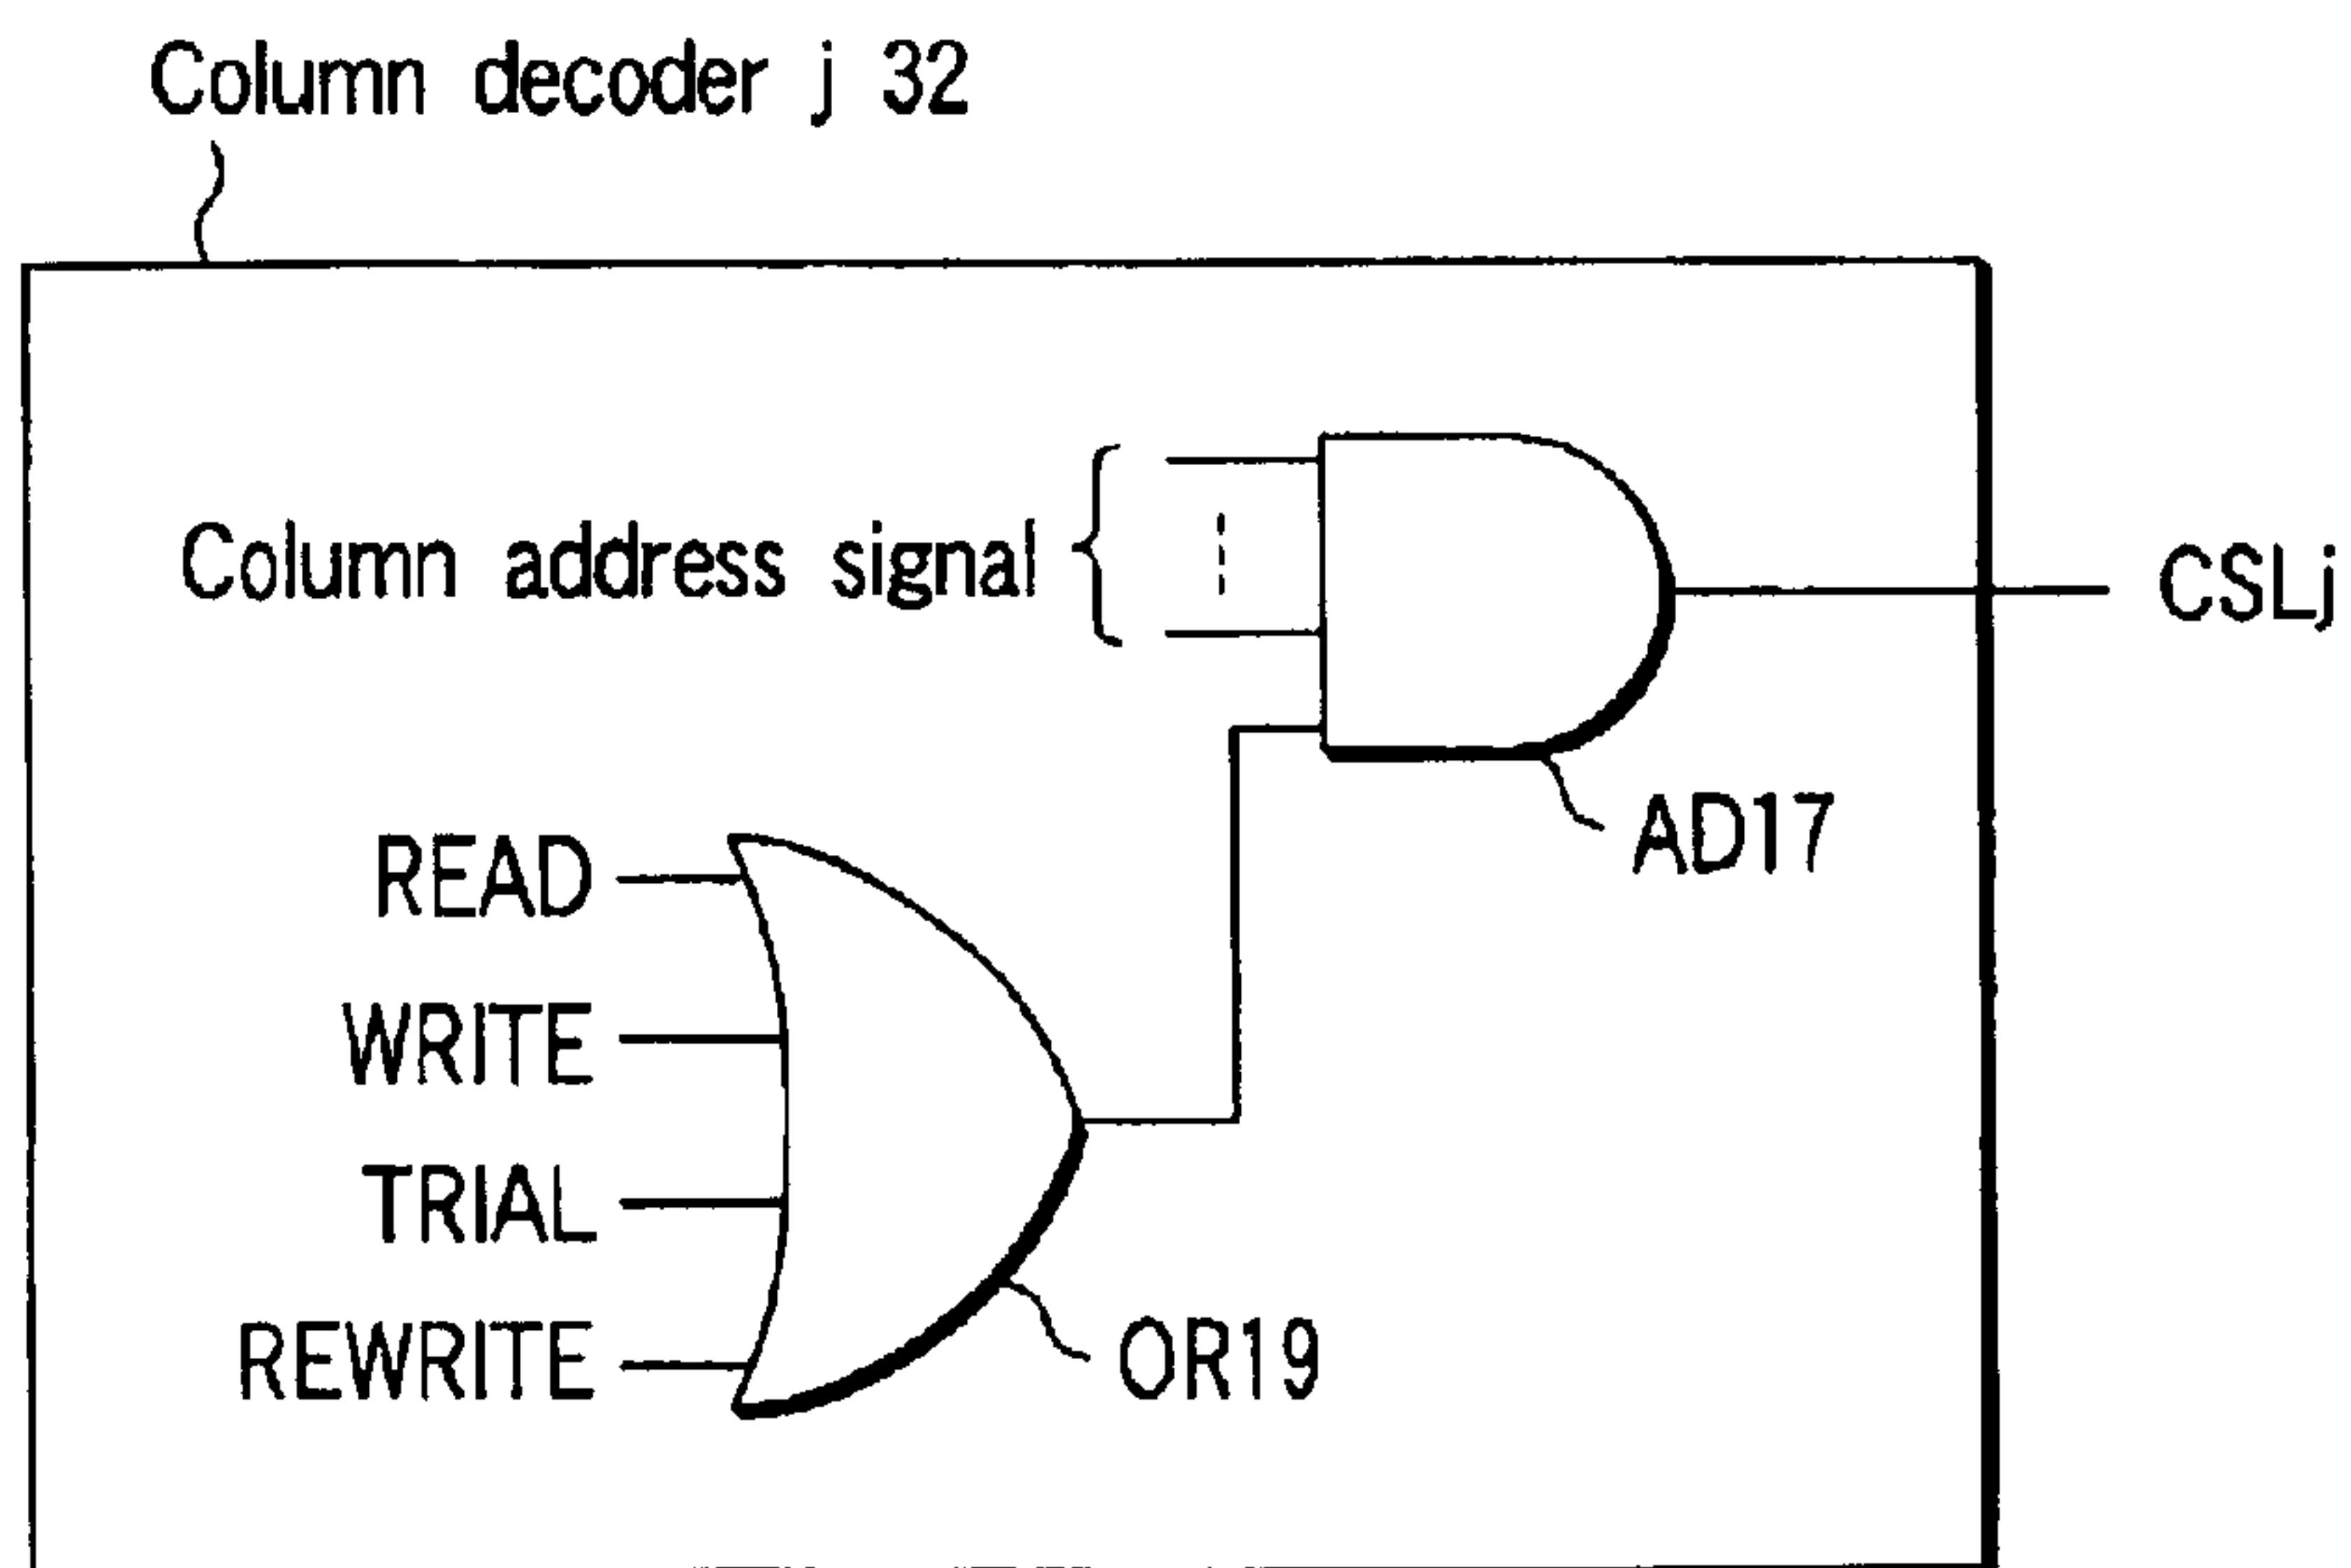 Column decoder j 32
Column address signal
CSLj
AD17
READ
WRITE
TRIAL
REWRITE
OR19